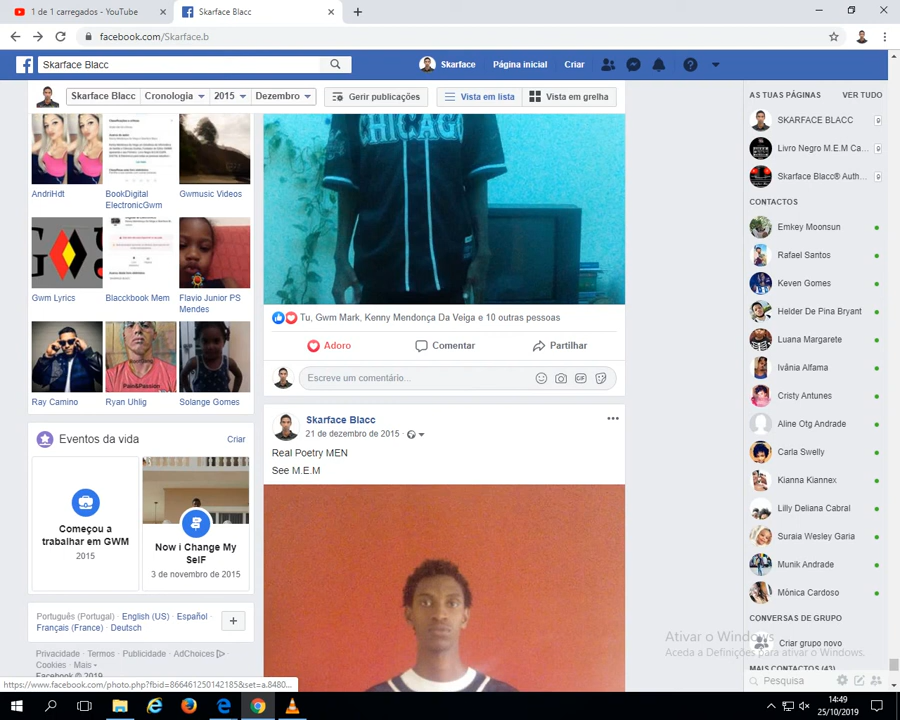 1 de 1 carregados - YouTube
Skarface Blacc
facebook.com/Skarface.b
Skarface Blacc
Skarface
Página inicial
Criar
Skarface Blacc
Cronologia
2015
Dezembro
Gerir publicações
Vista em lista
Vista em grelha
AndriHdt
BookDigital
ElectronicGwm
Gwmusic Videos
Gwm Lyrics
Blacckbook Mem
Flavio Junior PS
Mendes
Pain&Passion
Ray Camino
Ryan Uhlig
Solange Gomes
Eventos da vida
Criar
Começou a
trabalhar em GWM
2015
Now i Change My
SelF
3 de novembro de 2015
Português (Portugal) · English (US) · Español ·
Français (France) · Deutsch
Privacidade · Termos · Publicidade · AdChoices
Cookies · Mais
Facebook © 2019
https://www.facebook.com/photo.php?fbid=866461250142185&set=a.8480...
CHICAGO
Tu, Gwm Mark, Kenny Mendonça Da Veiga e 10 outras pessoas
Adoro
Comentar
Partilhar
Escreve um comentário...
GIF
Skarface Blacc
21 de dezembro de 2015 ·
Real Poetry MEN
See M.E.M
AS TUAS PÁGINAS
VER TUDO
SKARFACE BLACC
Livro Negro M.E.M Ca...
Skarface Blacc® Auth...
CONTACTOS
Emkey Moonsun
Rafael Santos
Keven Gomes
Helder De Pina Bryant
Luana Margarete
Ivânia Alfama
Cristy Antunes
Aline Otg Andrade
Carla Swelly
Kianna Kiannex
Lilly Deliana Cabral
Suraia Wesley Garia
Munik Andrade
Mónica Cardoso
CONVERSAS DE GRUPO
Criar grupo novo
MAIS CONTACTOS (43)
Pesquisa
Ativar o Windows
Aceda a Definições para ativar o Windows.
14:49
25/10/2019